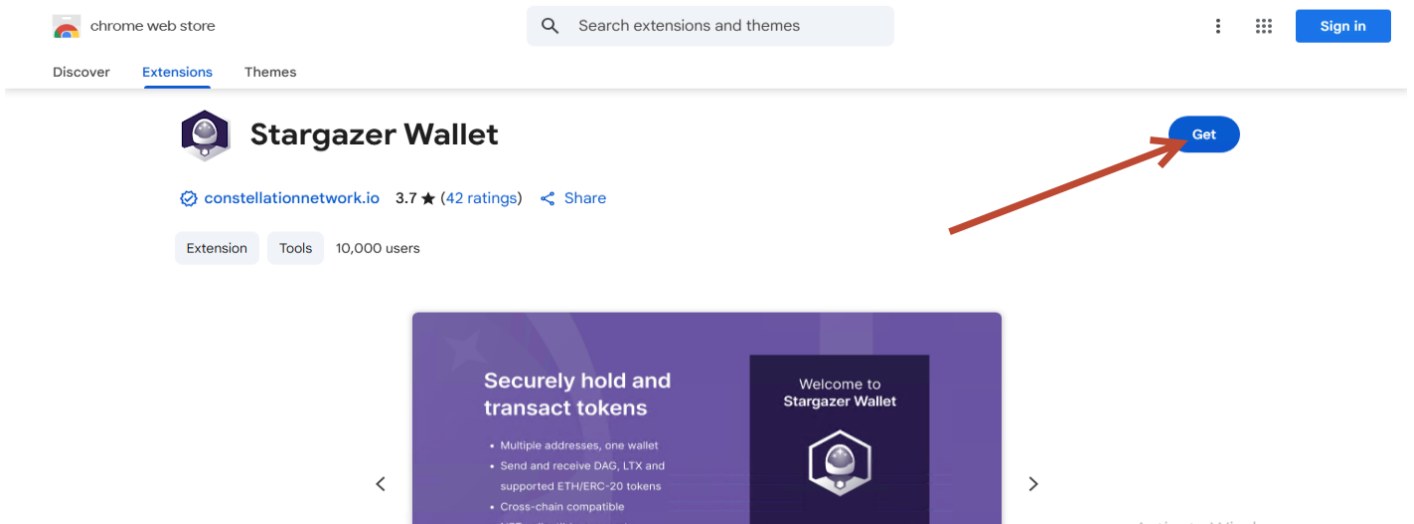 chrome web store
Search extensions and themes
Sign in
Discover
Extensions
Themes
Stargazer Wallet
Get
constellationnetwork.io 3.7 ★ (42 ratings) Share
Extension
Tools
10,000 users
Securely hold and
transact tokens
• Multiple addresses, one wallet
• Send and receive DAG, LTX and
supported ETH/ERC-20 tokens
• Cross-chain compatible
Welcome to
Stargazer Wallet